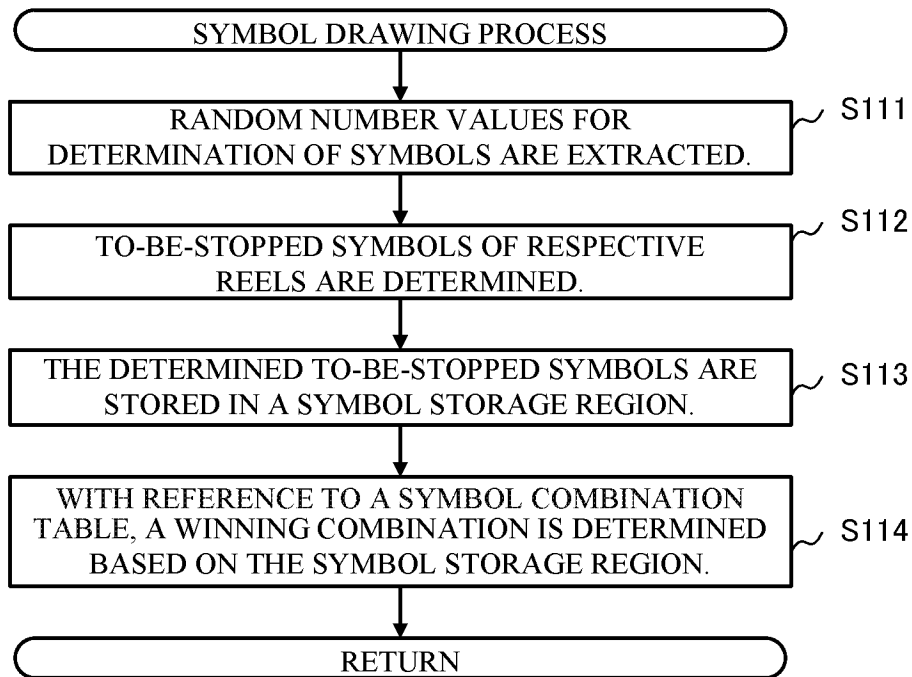 SYMBOL DRAWING PROCESS
RANDOM NUMBER VALUES FOR
DETERMINATION OF SYMBOLS ARE EXTRACTED.
S111
TO-BE-STOPPED SYMBOLS OF RESPECTIVE
REELS ARE DETERMINED.
S112
THE DETERMINED TO-BE-STOPPED SYMBOLS ARE
STORED IN A SYMBOL STORAGE REGION.
S113
WITH REFERENCE TO A SYMBOL COMBINATION
TABLE, A WINNING COMBINATION IS DETERMINED
BASED ON THE SYMBOL STORAGE REGION.
S114
RETURN